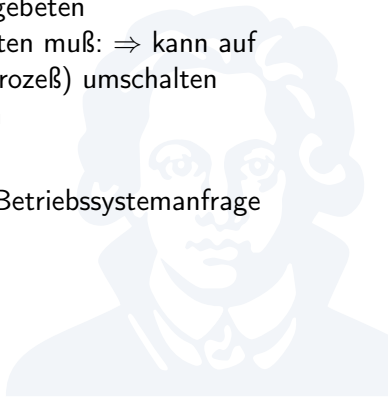 gebeten
ten muß: ⇒ kann auf
rozeß) umschalten
Betriebssystemanfrage